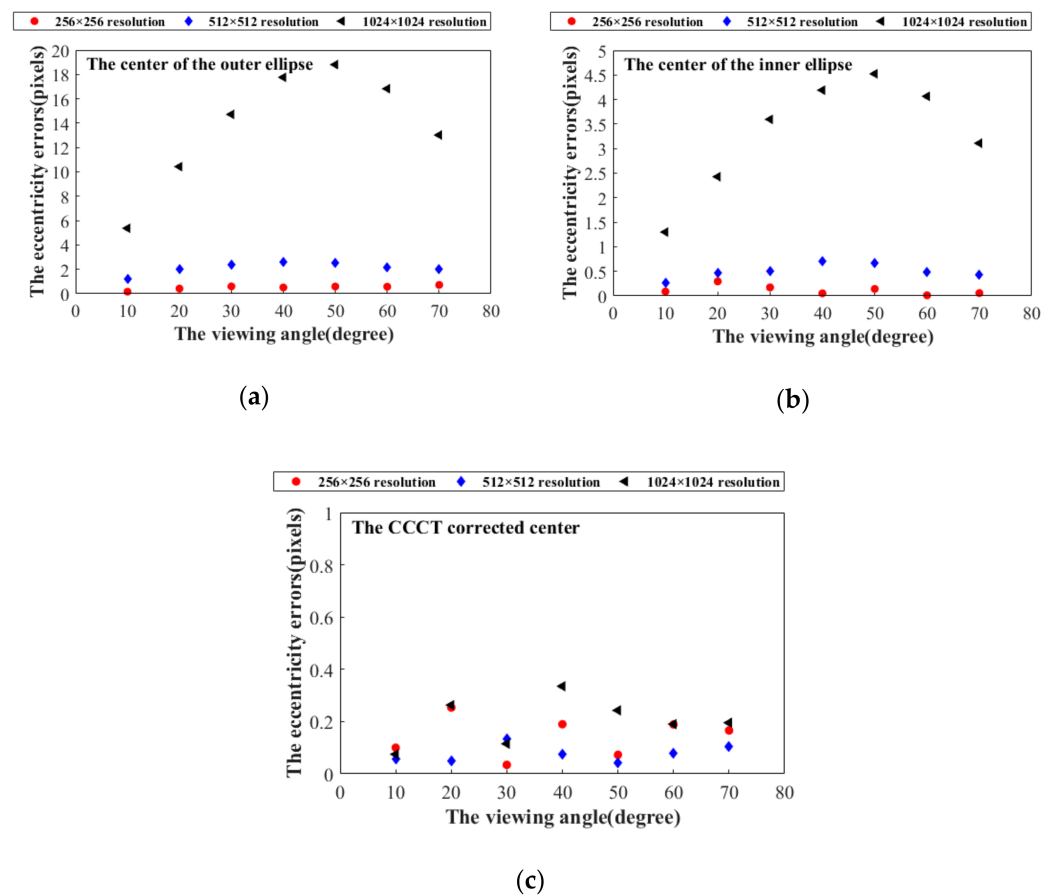 256×256 resolution 512×512 resolution 1024×1024 resolution
The center of the outer ellipse
The eccentricity errors(pixels)
20
18
16
14
12
10
8
6
4
2
0
0 10 20 30 40 50 60 70 80
The viewing angle(degree)
(a)
256×256 resolution 512×512 resolution 1024×1024 resolution
The center of the inner ellipse
The eccentricity errors(pixels)
5
4.5
4
3.5
3
2.5
2
1.5
1
0.5
0
0 10 20 30 40 50 60 70 80
The viewing angle(degree)
(b)
256×256 resolution 512×512 resolution 1024×1024 resolution
The CCCT corrected center
The eccentricity errors(pixels)
1
0.8
0.6
0.4
0.2
0
0 10 20 30 40 50 60 70 80
The viewing angle(degree)
(c)